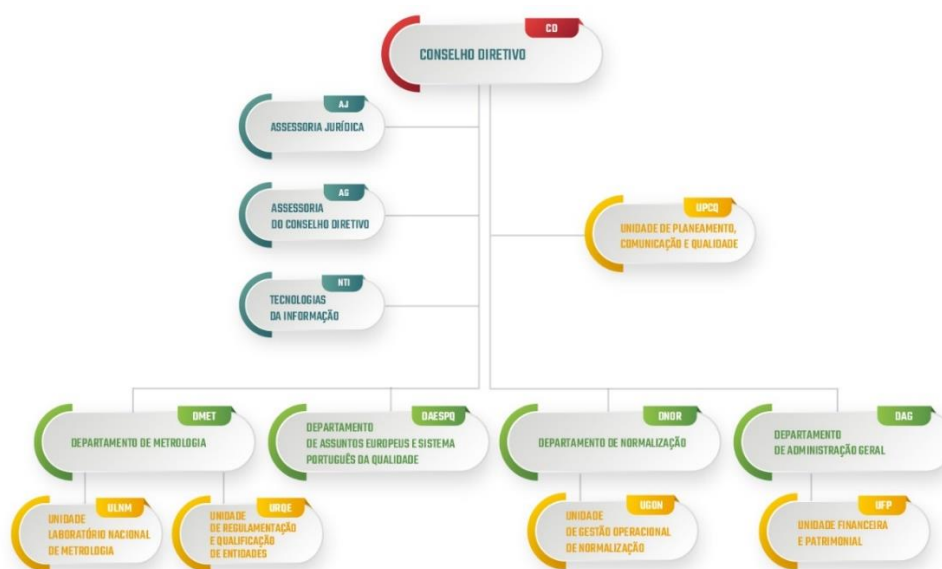 CD
CONSELHO DIRETIVO
AJ
ASSESSORIA JURÍDICA
AG
ASSESSORIA
DO CONSELHO DIRETIVO
UPCQ
UNIDADE DE PLANEAMENTO,
COMUNICAÇÃO E QUALIDADE
NTI
TECNOLOGIAS
DA INFORMAÇÃO
DMET
DEPARTAMENTO DE METROLOGIA
DAESPQ
DEPARTAMENTO
DE ASSUNTOS EUROPEUS E SISTEMA
PORTUGUÊS DA QUALIDADE
DNOR
DEPARTAMENTO DE NORMALIZAÇÃO
DAG
DEPARTAMENTO
DE ADMINISTRAÇÃO GERAL
ULNM
UNIDADE
LABORATÓRIO NACIONAL
DE METROLOGIA
URQE
UNIDADE
DE REGULAMENTAÇÃO
E QUALIFICAÇÃO
DE ENTIDADES
UGON
UNIDADE
DE GESTÃO OPERACIONAL
DE NORMALIZAÇÃO
UFP
UNIDADE FINANCEIRA
E PATRIMONIAL